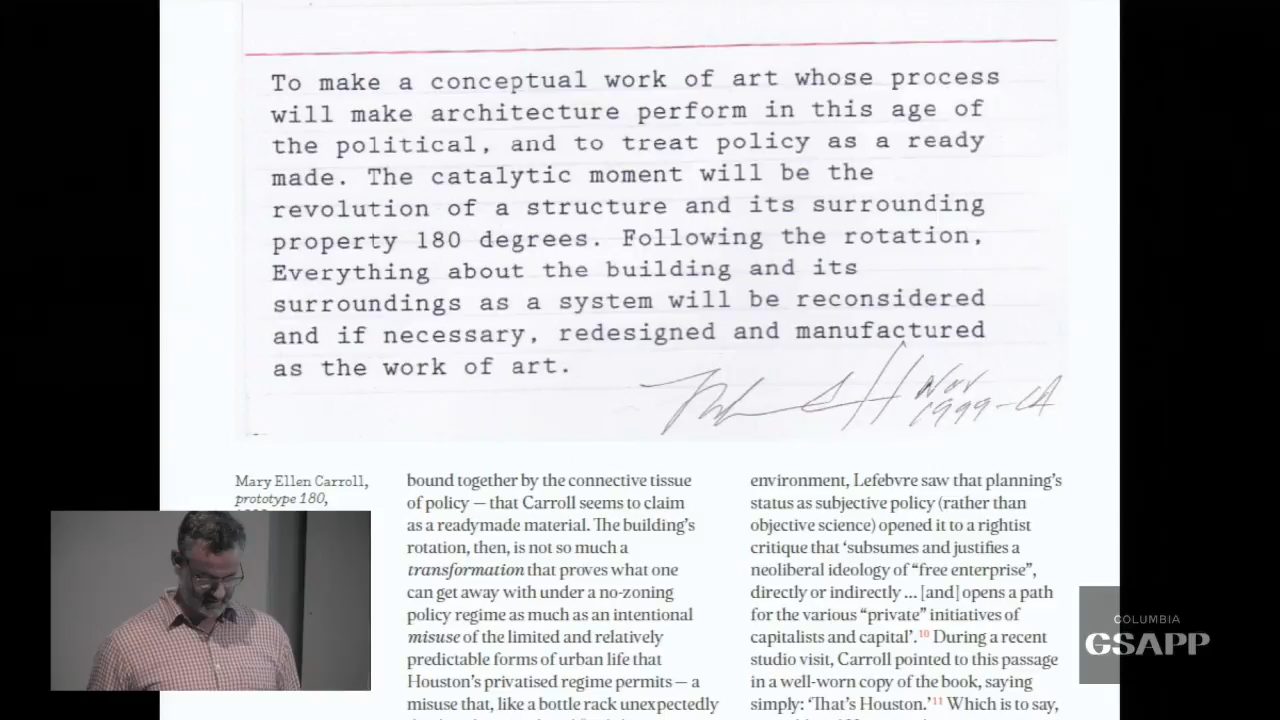 To make a conceptual work of art whose process
will make architecture perform in this age of
the political, and to treat policy as a ready
made. The catalytic moment will be the
revolution of a structure and its surrounding
property 180 degrees. Following the rotation,
Everything about the building and its
surroundings as a system will be reconsidered
and if necessary, redesigned and manufactured
as the work of art.
Nov
1999-LA
Mary Ellen Carroll,
prototype 180,
bound together by the connective tissue
of policy — that Carroll seems to claim
as a readymade material. The building's
rotation, then, is not so much a
transformation that proves what one
can get away with under a no-zoning
policy regime as much as an intentional
misuse of the limited and relatively
predictable forms of urban life that
Houston's privatised regime permits — a
misuse that, like a bottle rack unexpectedly
environment, Lefebvre saw that planning's
status as subjective policy (rather than
objective science) opened it to a rightist
critique that 'subsumes and justifies a
neoliberal ideology of "free enterprise",
directly or indirectly ... [and] opens a path
for the various "private" initiatives of
capitalists and capital'.10 During a recent
studio visit, Carroll pointed to this passage
in a well-worn copy of the book, saying
simply: 'That's Houston.'11 Which is to say,
COLUMBIA
GSAPP